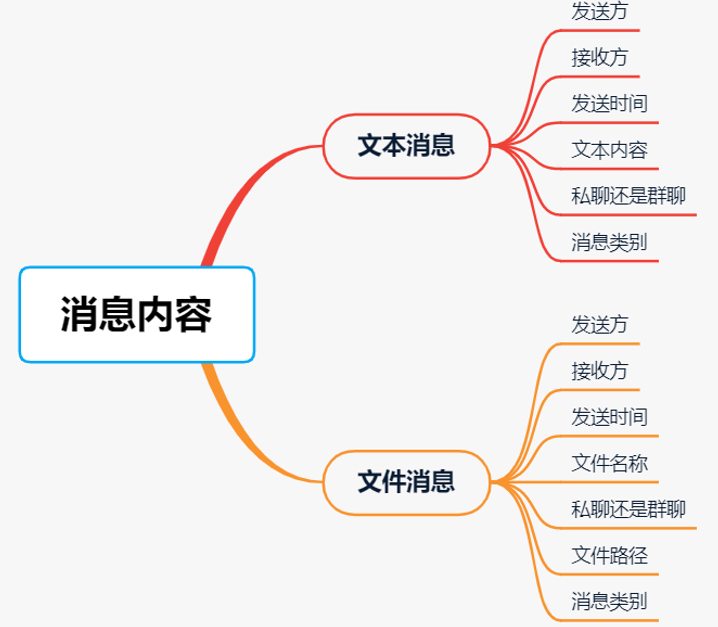 消息内容
文本消息
发送方
接收方
发送时间
文本内容
私聊还是群聊
消息类别
文件消息
发送方
接收方
发送时间
文件名称
私聊还是群聊
文件路径
消息类别